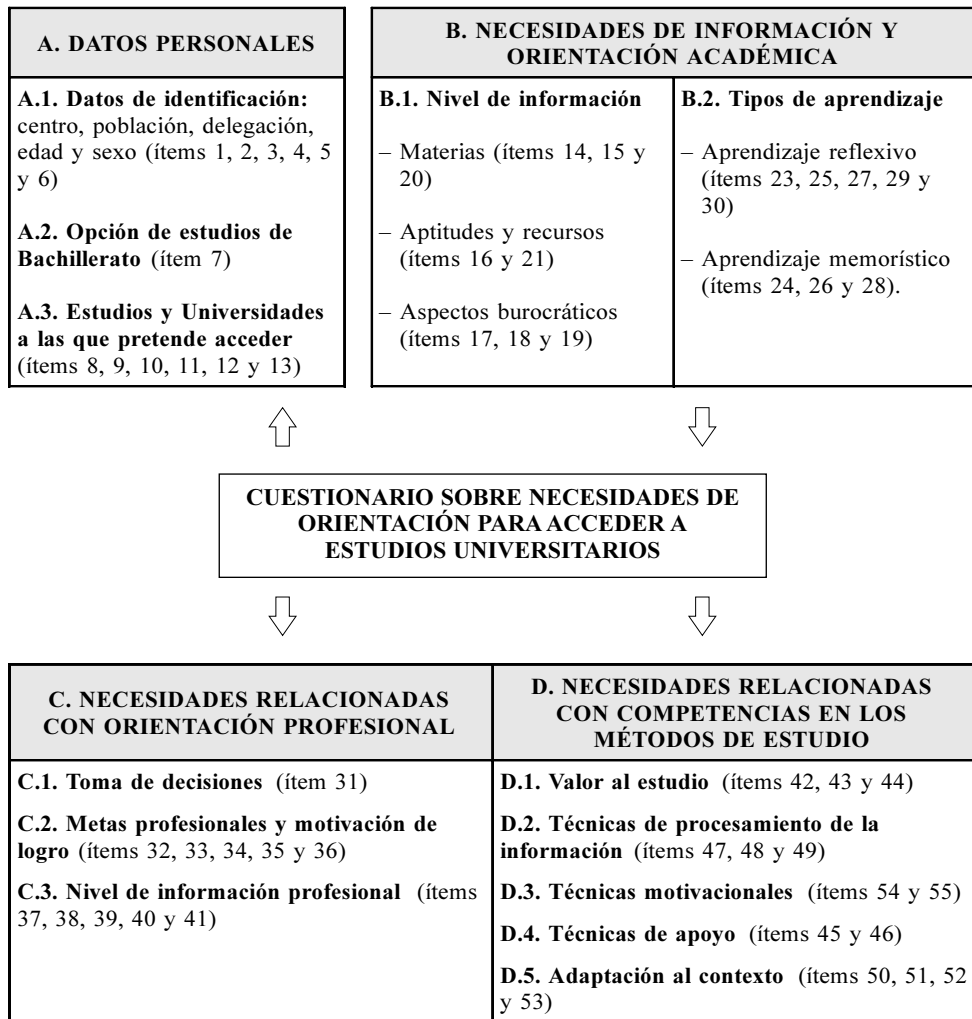 A. DATOS PERSONALES
A.1. Datos de identificación:
centro, población, delegación,
edad y sexo (ítems 1, 2, 3, 4, 5
y 6)
A.2. Opción de estudios de
Bachillerato (ítem 7)
A.3. Estudios y Universidades
a las que pretende acceder
(ítems 8, 9, 10, 11, 12 y 13)
B. NECESIDADES DE INFORMACIÓN Y
ORIENTACIÓN ACADÉMICA
B.1. Nivel de información
– Materias (ítems 14, 15 y
20)
– Aptitudes y recursos
(ítems 16 y 21)
– Aspectos burocráticos
(ítems 17, 18 y 19)
B.2. Tipos de aprendizaje
– Aprendizaje reflexivo
(ítems 23, 25, 27, 29 y
30)
– Aprendizaje memorístico
(ítems 24, 26 y 28).
CUESTIONARIO SOBRE NECESIDADES DE
ORIENTACIÓN PARA ACCEDER A
ESTUDIOS UNIVERSITARIOS
C. NECESIDADES RELACIONADAS
CON ORIENTACIÓN PROFESIONAL
C.1. Toma de decisiones (ítem 31)
C.2. Metas profesionales y motivación de
logro (ítems 32, 33, 34, 35 y 36)
C.3. Nivel de información profesional (ítems
37, 38, 39, 40 y 41)
D. NECESIDADES RELACIONADAS
CON COMPETENCIAS EN LOS
MÉTODOS DE ESTUDIO
D.1. Valor al estudio (ítems 42, 43 y 44)
D.2. Técnicas de procesamiento de la
información (ítems 47, 48 y 49)
D.3. Técnicas motivacionales (ítems 54 y 55)
D.4. Técnicas de apoyo (ítems 45 y 46)
D.5. Adaptación al contexto (ítems 50, 51, 52
y 53)